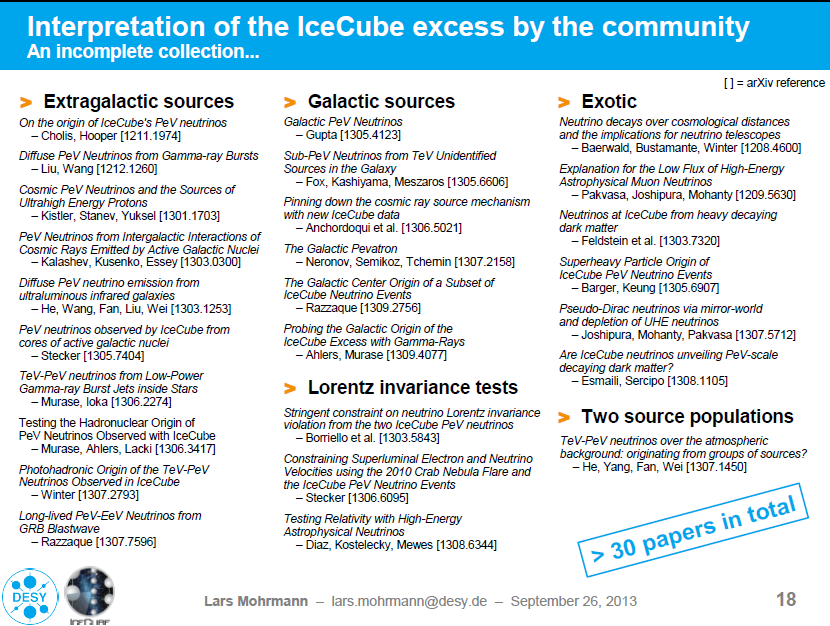 Interpretation of the IceCube excess by the community
An incomplete collection...
[ ] = arXiv reference
> Extragalactic sources
On the origin of IceCube's PeV neutrinos
– Cholis, Hooper [1211.1974]
Diffuse PeV Neutrinos from Gamma-ray Bursts
– Liu, Wang [1212.1260]
Cosmic PeV Neutrinos and the Sources of
Ultrahigh Energy Protons
– Kistler, Stanev, Yuksel [1301.1703]
PeV Neutrinos from Intergalactic Interactions of
Cosmic Rays Emitted by Active Galactic Nuclei
– Kalashev, Kusenko, Essey [1303.0300]
Diffuse PeV neutrino emission from
ultraluminous infrared galaxies
– He, Wang, Fan, Liu, Wei [1303.1253]
PeV neutrinos observed by IceCube from
cores of active galactic nuclei
– Stecker [1305.7404]
TeV-PeV neutrinos from Low-Power
Gamma-ray Burst Jets inside Stars
– Murase, Ioka [1306.2274]
Testing the Hadronuclear Origin of
PeV Neutrinos Observed with IceCube
– Murase, Ahlers, Lacki [1306.3417]
Photohadronic Origin of the TeV-PeV
Neutrinos Observed in IceCube
– Winter [1307.2793]
Long-lived PeV-EeV Neutrinos from
GRB Blastwave
– Razzaque [1307.7596]
> Galactic sources
Galactic PeV Neutrinos
– Gupta [1305.4123]
Sub-PeV Neutrinos from TeV Unidentified
Sources in the Galaxy
– Fox, Kashiyama, Meszaros [1305.6606]
Pinning down the cosmic ray source mechanism
with new IceCube data
– Anchordoqui et al. [1306.5021]
The Galactic Pevatron
– Neronov, Semikoz, Tchernin [1307.2158]
The Galactic Center Origin of a Subset of
IceCube Neutrino Events
– Razzaque [1309.2756]
Probing the Galactic Origin of the
IceCube Excess with Gamma-Rays
– Ahlers, Murase [1309.4077]
> Lorentz invariance tests
Stringent constraint on neutrino Lorentz invariance
violation from the two IceCube PeV neutrinos
– Borriello et al. [1303.5843]
Constraining Superluminal Electron and Neutrino
Velocities using the 2010 Crab Nebula Flare and
the IceCube PeV Neutrino Events
– Stecker [1306.6095]
Testing Relativity with High-Energy
Astrophysical Neutrinos
– Diaz, Kostelecky, Mewes [1308.6344]
> Exotic
Neutrino decays over cosmological distances
and the implications for neutrino telescopes
– Baerwald, Bustamante, Winter [1208.4600]
Explanation for the Low Flux of High-Energy
Astrophysical Muon Neutrinos
– Pakvasa, Joshipura, Mohanty [1209.5630]
Neutrinos at IceCube from heavy decaying
dark matter
– Feldstein et al. [1303.7320]
Superheavy Particle Origin of
IceCube PeV Neutrino Events
– Barger, Keung [1305.6907]
Pseudo-Dirac neutrinos via mirror-world
and depletion of UHE neutrinos
– Joshipura, Mohanty, Pakvasa [1307.5712]
Are IceCube neutrinos unveiling PeV-scale
decaying dark matter?
– Esmaili, Sercipo [1308.1105]
> Two source populations
TeV-PeV neutrinos over the atmospheric
background: originating from groups of sources?
– He, Yang, Fan, Wei [1307.1450]
> 30 papers in total
DESY
IceCube
Lars Mohrmann – lars.mohrmann@desy.de – September 26, 2013
18